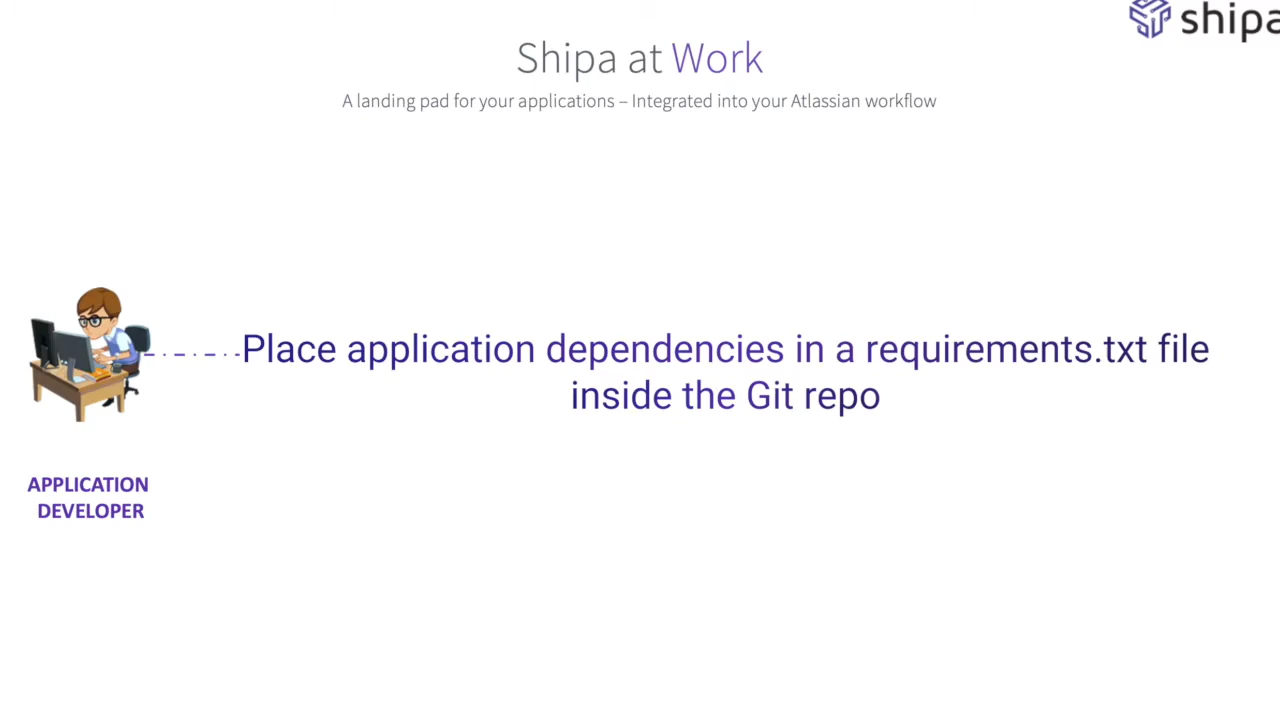 shipa
Shipa at Work
A landing pad for your applications – Integrated into your Atlassian workflow
Place application dependencies in a requirements.txt file
inside the Git repo
APPLICATION
DEVELOPER